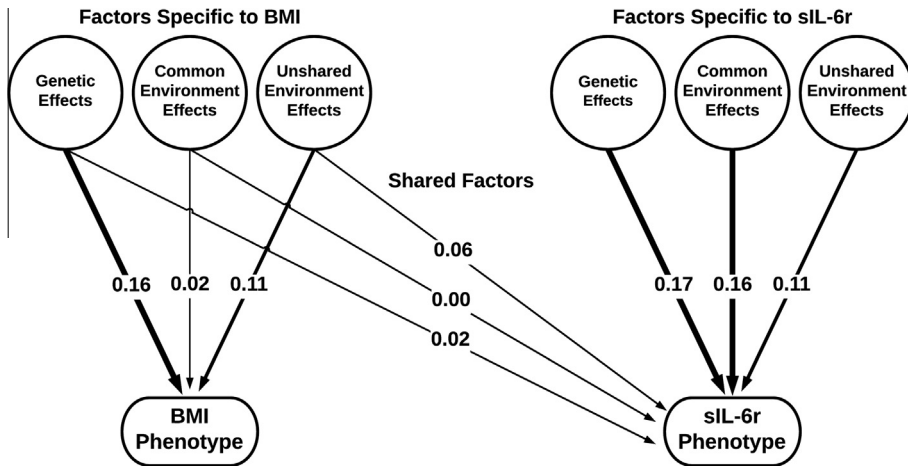 Factors Specific to BMI
Factors Specific to sIL-6r
Genetic
Effects
Common
Environment
Effects
Unshared
Environment
Effects
Genetic
Effects
Common
Environment
Effects
Unshared
Environment
Effects
Shared Factors
0.06
0.16
0.02
0.11
0.00
0.02
0.17
0.16
0.11
BMI
Phenotype
sIL-6r
Phenotype